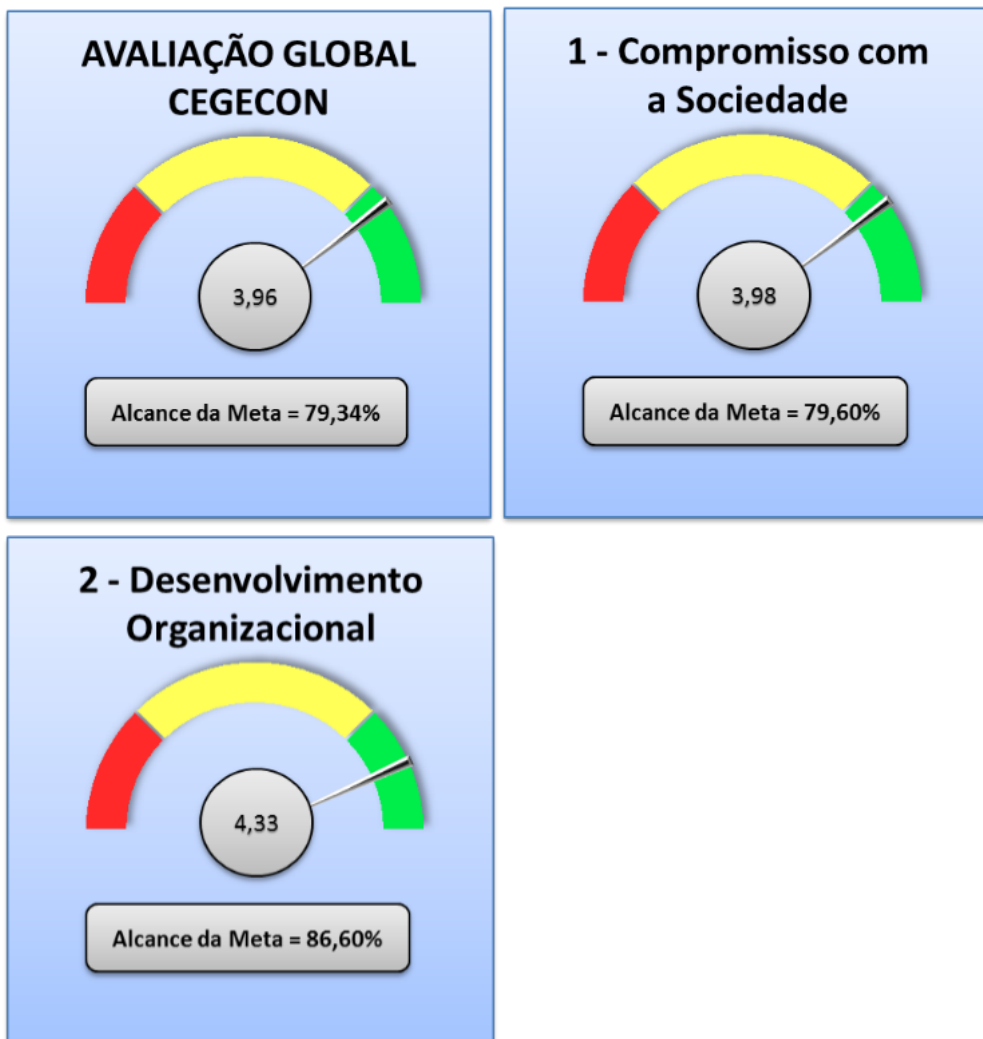 AVALIAÇÃO GLOBAL
CEGECON
3,96
Alcance da Meta = 79,34%
1 - Compromisso com
a Sociedade
3,98
Alcance da Meta = 79,60%
2 - Desenvolvimento
Organizacional
4,33
Alcance da Meta = 86,60%